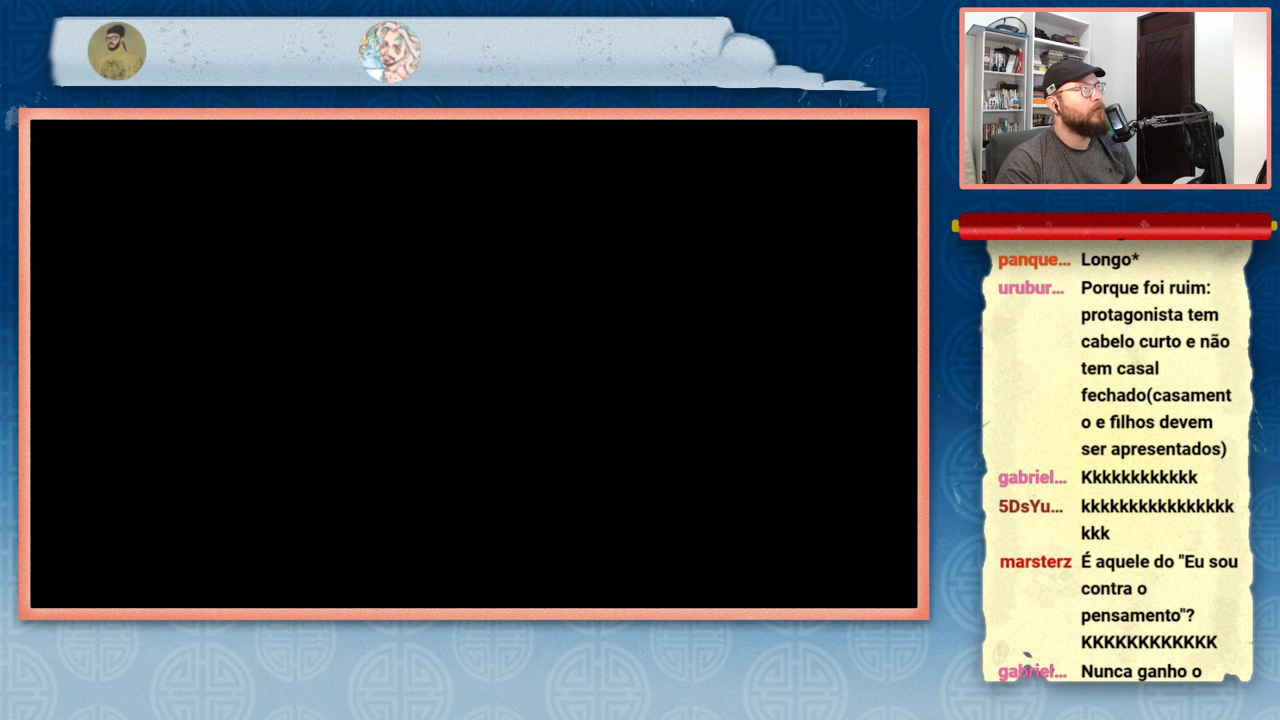 panque... Longo*
urubur... Porque foi ruim:
protagonista tem
cabelo curto e não
tem casal
fechado(casament
o e filhos devem
ser apresentados)
gabriel... Kkkkkkkkkkkk
5DsYu... kkkkkkkkkkkkkkkk
kkk
marsterz É aquele do "Eu sou
contra o
pensamento"?
KKKKKKKKKKKK
gabriel... Nunca ganho o